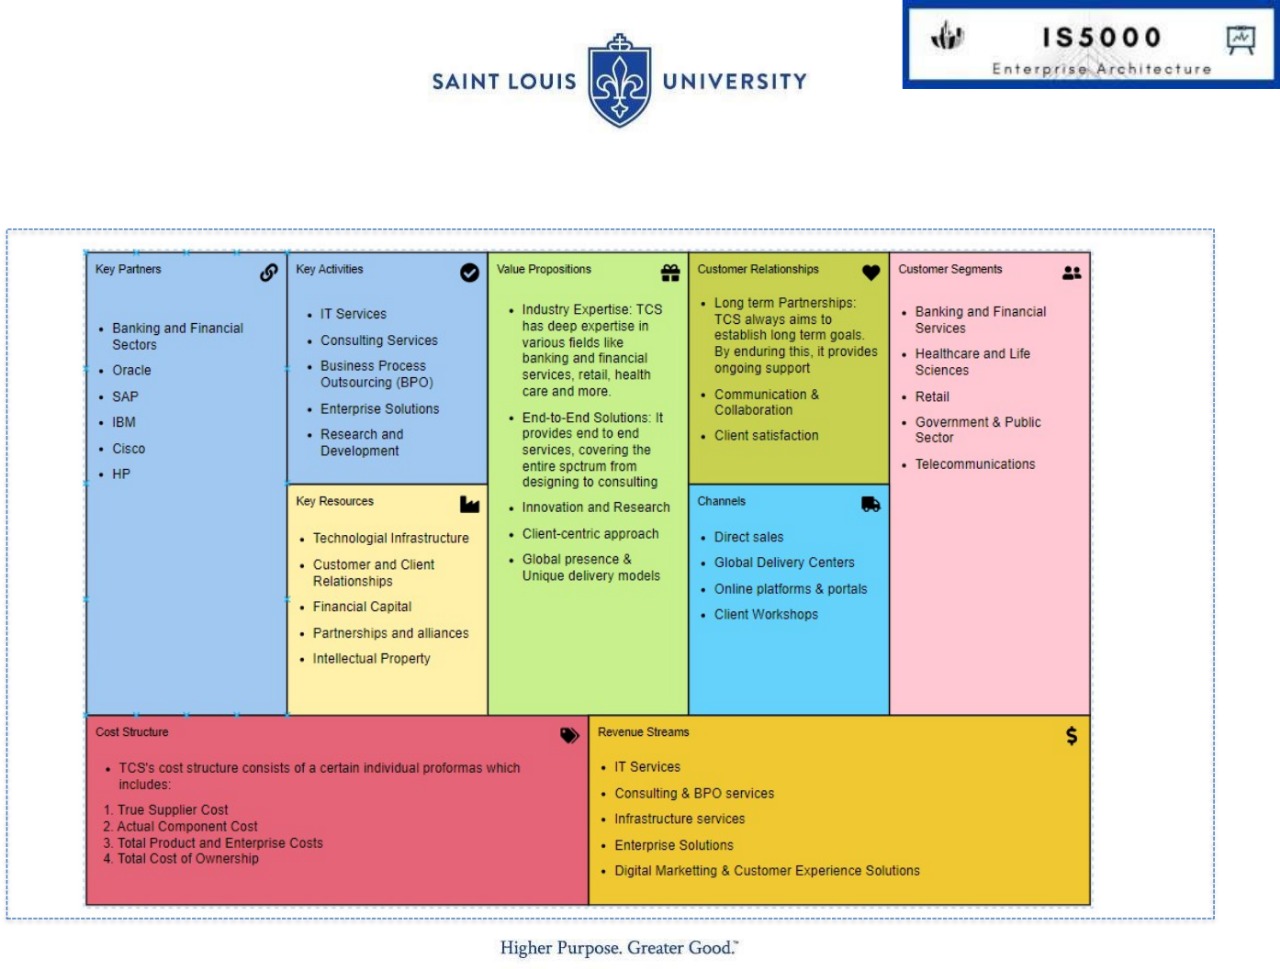 SAINT LOUIS UNIVERSITY
IS5000
Enterprise Architecture
Key Partners
• Banking and Financial
Sectors
• Oracle
• SAP
• IBM
• Cisco
• HP
Key Activities
• IT Services
• Consulting Services
• Business Process
Outsourcing (BPO)
• Enterprise Solutions
• Research and
Development
Key Resources
• Technologial Infrastructure
• Customer and Client
Relationships
• Financial Capital
• Partnerships and alliances
• Intellectual Property
Value Propositions
• Industry Expertise: TCS
has deep expertise in
various fields like
banking and financial
services, retail, health
care and more.
• End-to-End Solutions: It
provides end to end
services, covering the
entire spctrum from
designing to consulting
• Innovation and Research
• Client-centric approach
• Global presence &
Unique delivery models
Customer Relationships
• Long term Partnerships:
TCS always aims to
establish long term goals.
By enduring this, it provides
ongoing support
• Communication &
Collaboration
• Client satisfaction
Channels
• Direct sales
• Global Delivery Centers
• Online platforms & portals
• Client Workshops
Customer Segments
• Banking and Financial
Services
• Healthcare and Life
Sciences
• Retail
• Government & Public
Sector
• Telecommunications
Cost Structure
• TCS's cost structure consists of a certain individual proformas which
includes:
1. True Supplier Cost
2. Actual Component Cost
3. Total Product and Enterprise Costs
4. Total Cost of Ownership
Revenue Streams
$
• IT Services
• Consulting & BPO services
• Infrastructure services
• Enterprise Solutions
• Digital Marketting & Customer Experience Solutions
Higher Purpose. Greater Good.™